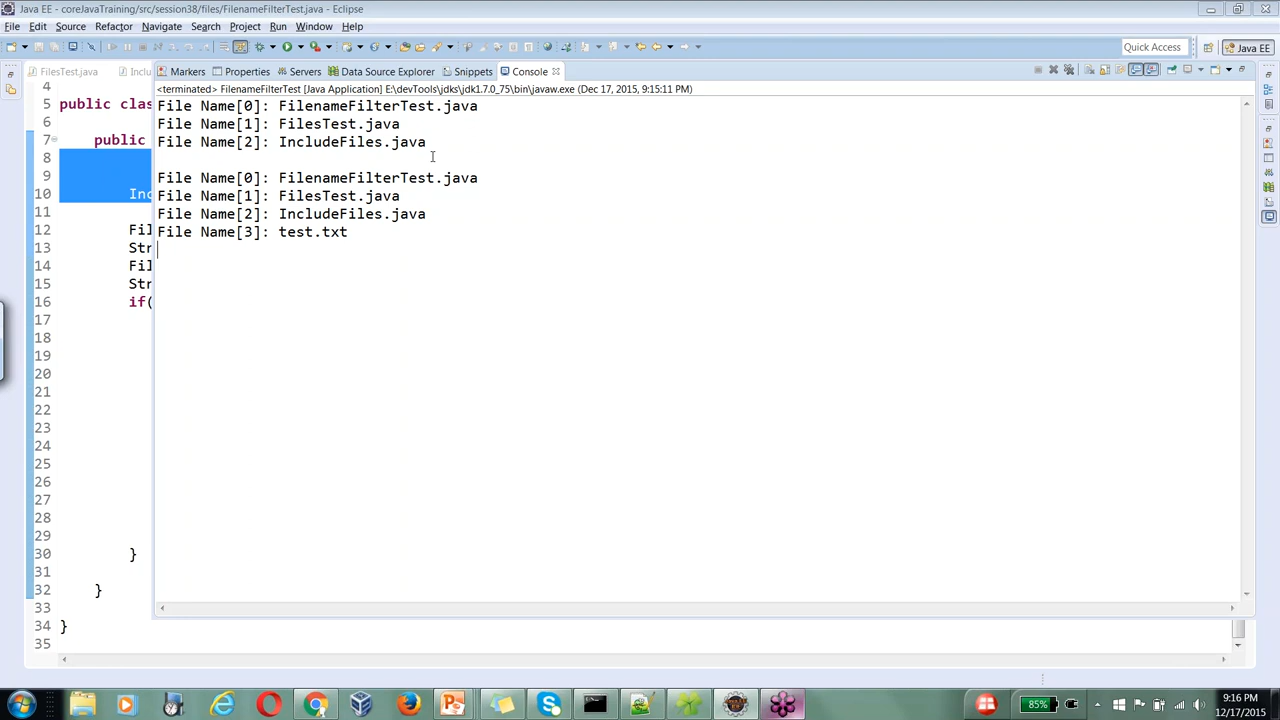 Java EE - coreJavaTraining/src/session38/files/FilenameFilterTest.java - Eclipse
File Edit Source Refactor Navigate Search Project Run Window Help
Quick Access Java EE
FilesTest.java Inclu Markers Properties Servers Data Source Explorer Snippets Console
<terminated> FilenameFilterTest [Java Application] E:\devTools\jdks\jdk1.7.0_75\bin\javaw.exe (Dec 17, 2015, 9:15:11 PM)
4
5 public clas
6
7 public
8
9
10 Inc
11
12 Fil
13 Str
14 Fil
15 Str
16 if(
17
18
19
20
21
22
23
24
25
26
27
28
29
30 }
31
32 }
33
34 }
35
File Name[0]: FilenameFilterTest.java
File Name[1]: FilesTest.java
File Name[2]: IncludeFiles.java
File Name[0]: FilenameFilterTest.java
File Name[1]: FilesTest.java
File Name[2]: IncludeFiles.java
File Name[3]: test.txt
85%
9:16 PM
12/17/2015